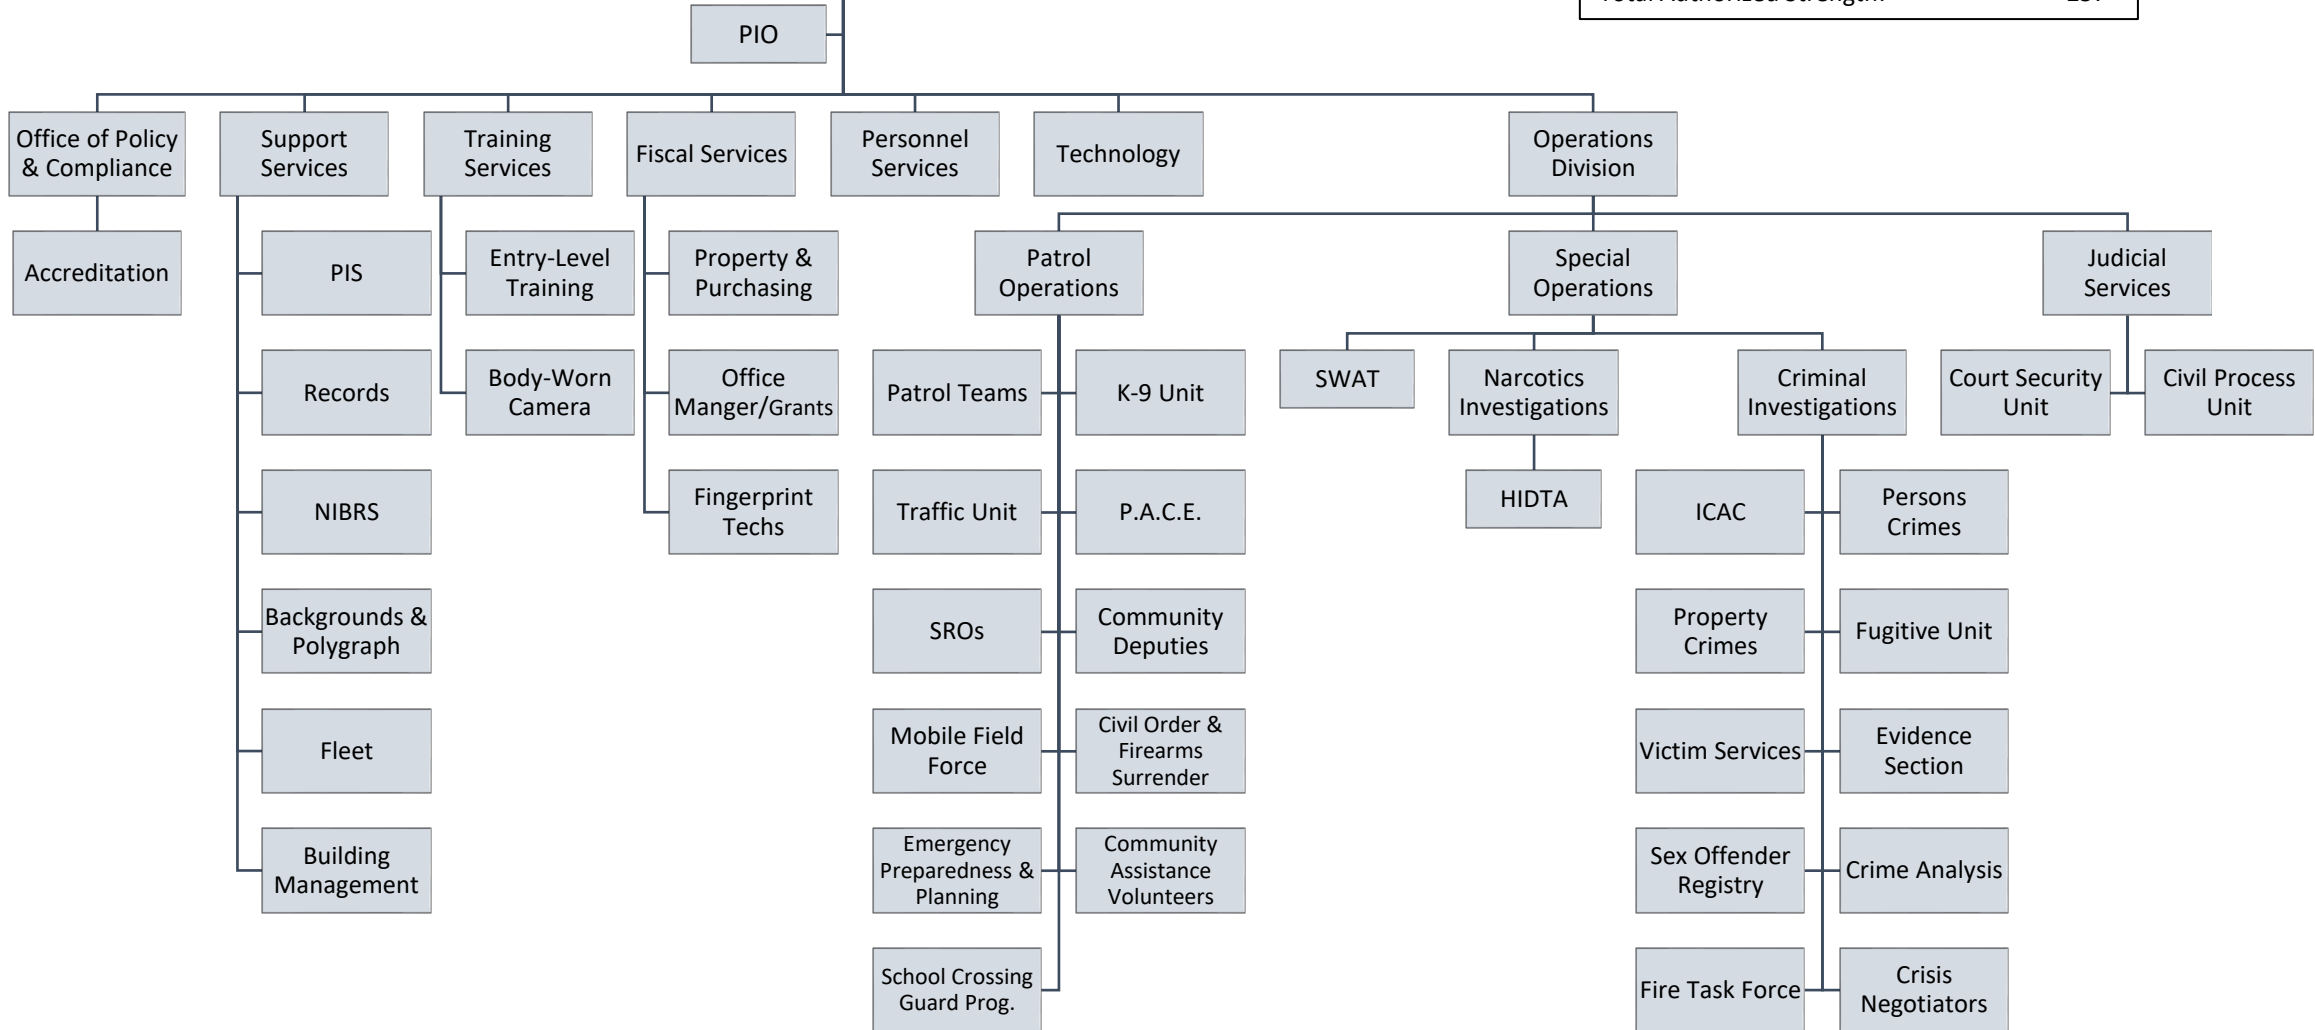 PIO
Office of Policy
& Compliance
Support
Services
Training
Services
Fiscal Services
Personnel
Services
Technology
Operations
Division
Accreditation
PIS
Entry-Level
Training
Property &
Purchasing
Patrol
Operations
Special
Operations
Judicial
Services
Records
Body-Worn
Camera
Office
Manger/Grants
Patrol Teams
K-9 Unit
SWAT
Narcotics
Investigations
Criminal
Investigations
Court Security
Unit
Civil Process
Unit
NIBRS
Fingerprint
Techs
Traffic Unit
P.A.C.E.
HIDTA
ICAC
Persons
Crimes
Backgrounds &
Polygraph
SROs
Community
Deputies
Property
Crimes
Fugitive Unit
Fleet
Mobile Field
Force
Civil Order &
Firearms
Surrender
Victim Services
Evidence
Section
Building
Management
Emergency
Preparedness &
Planning
Community
Assistance
Volunteers
Sex Offender
Registry
Crime Analysis
School Crossing
Guard Prog.
Fire Task Force
Crisis
Negotiators